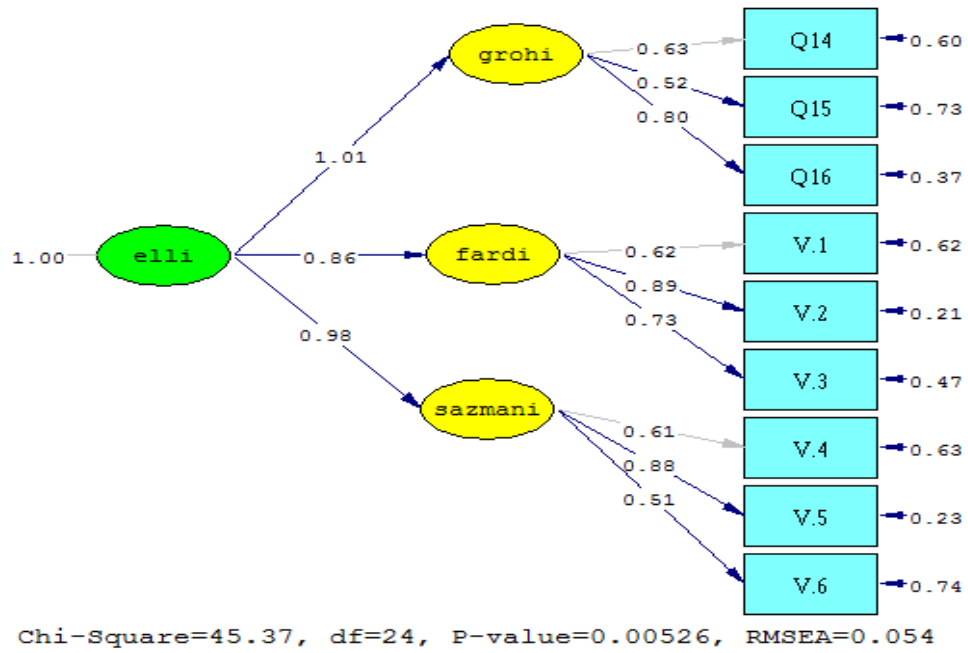 grohi
0.63
Q14
0.60
0.52
Q15
0.73
0.80
Q16
0.37
1.01
1.00
elli
0.86
fardi
0.62
V.1
0.62
0.89
V.2
0.21
0.73
V.3
0.47
0.98
sazmani
0.61
V.4
0.63
0.88
V.5
0.23
0.51
V.6
0.74
Chi-Square=45.37, df=24, P-value=0.00526, RMSEA=0.054